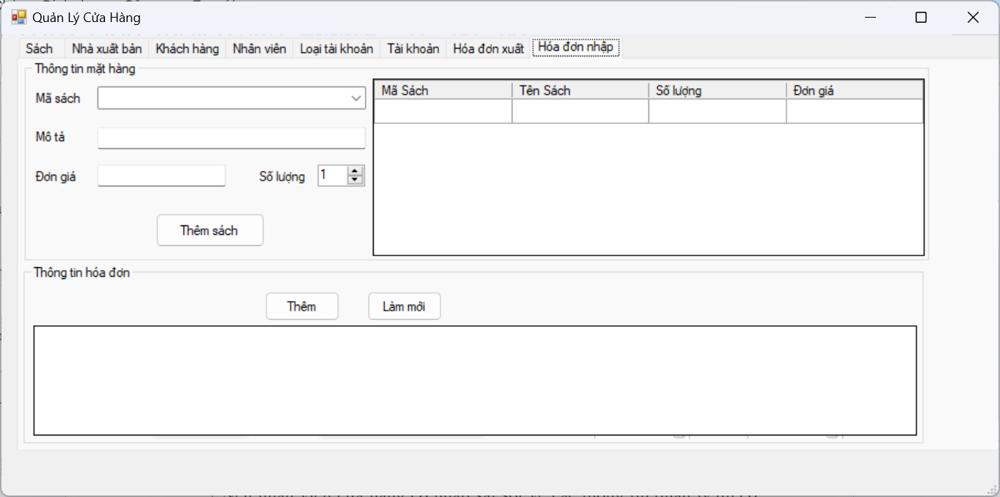 Quản Lý Cửa Hàng
Sách Nhà xuất bản Khách hàng Nhân viên Loại tài khoản Tài khoản Hóa đơn xuất Hóa đơn nhập
Thông tin mặt hàng
Mã sách
Mô tả
Đơn giá Số lượng 1
Thêm sách
Mã Sách Tên Sách Số lượng Đơn giá
Thông tin hóa đơn
Thêm Làm mới